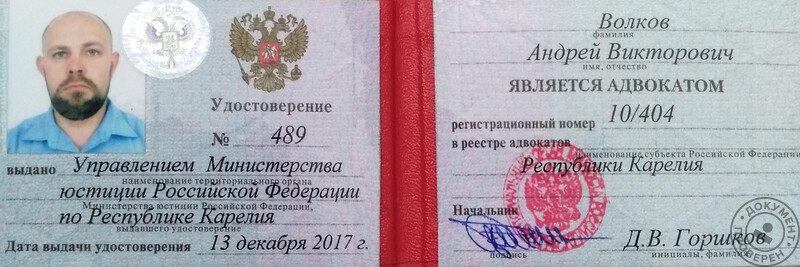 Удостоверение
№ 489
выдано Управлением Министерства
юстиции Российской Федерации
наименование территориального органа
Министерства юстиции Российской Федерации,
по Республике Карелия
выдавшего удостоверение
Дата выдачи удостоверения 13 декабря 2017 г.
Волков
фамилия
Андрей Викторович
имя, отчество
ЯВЛЯЕТСЯ АДВОКАТОМ
регистрационный номер 10/404
в реестре адвокатов
наименование субъекта Российской Федерации
Республики Карелия
Начальник
Д.В. Горшков
подпись
инициалы, фамилия
ДОКУМЕНТ
ПРОВЕРЕН